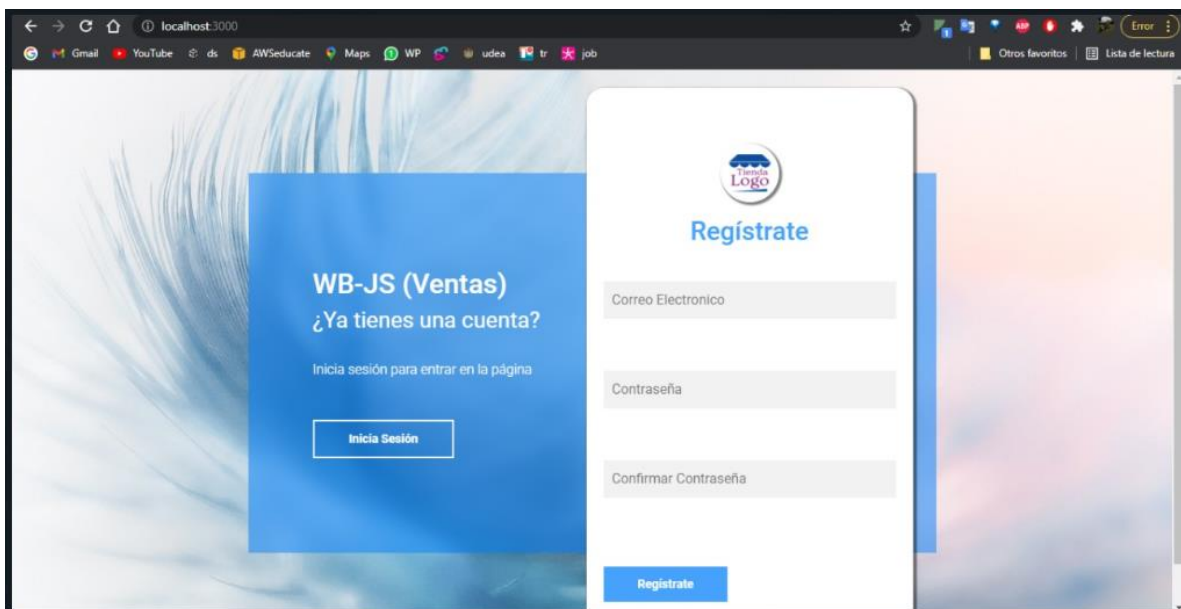 localhost:3000
Error
Gmail YouTube ds AWSeducate Maps WP udea tr job Otros favoritos Lista de lectura
Tienda
Logo
Regístrate
WB-JS (Ventas)
¿Ya tienes una cuenta?
Inicia sesión para entrar en la página
Inicia Sesión
Correo Electronico
Contraseña
Confirmar Contraseña
Regístrate